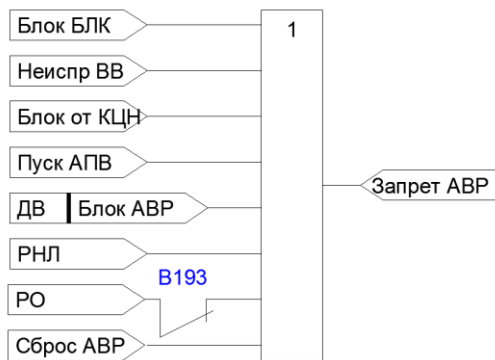 Блок БЛК
1
Неиспр ВВ
Блок от КЦН
Пуск АПВ
Запрет АВР
ДВ Блок АВР
РНЛ
В193
РО
Сброс АВР